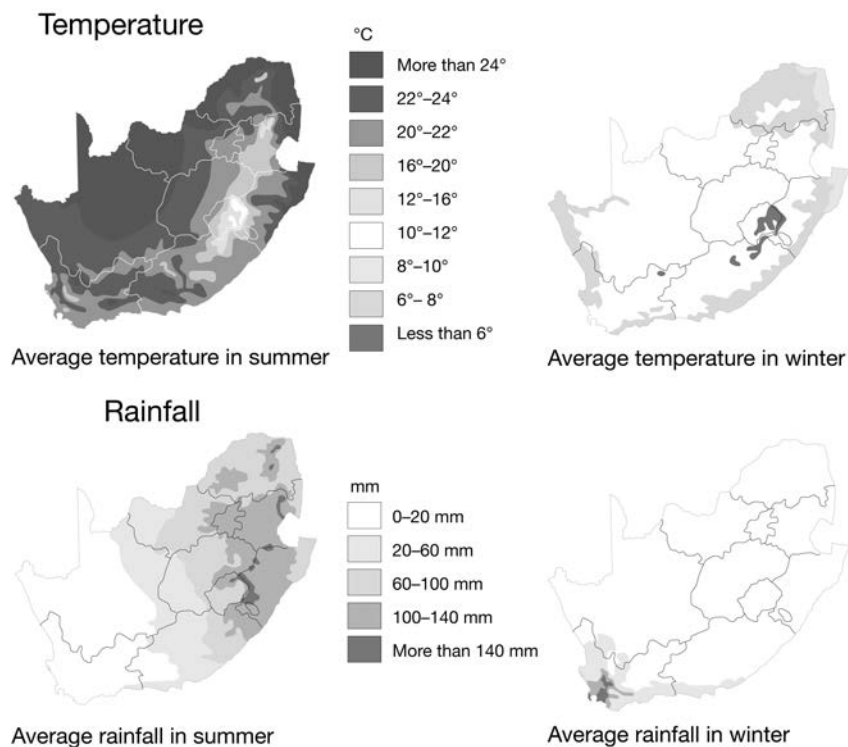 Temperature
°C
More than 24°
22°–24°
20°–22°
16°–20°
12°–16°
10°–12°
8°–10°
6°– 8°
Less than 6°
Average temperature in summer
Average temperature in winter
Rainfall
mm
0–20 mm
20–60 mm
60–100 mm
100–140 mm
More than 140 mm
Average rainfall in summer
Average rainfall in winter